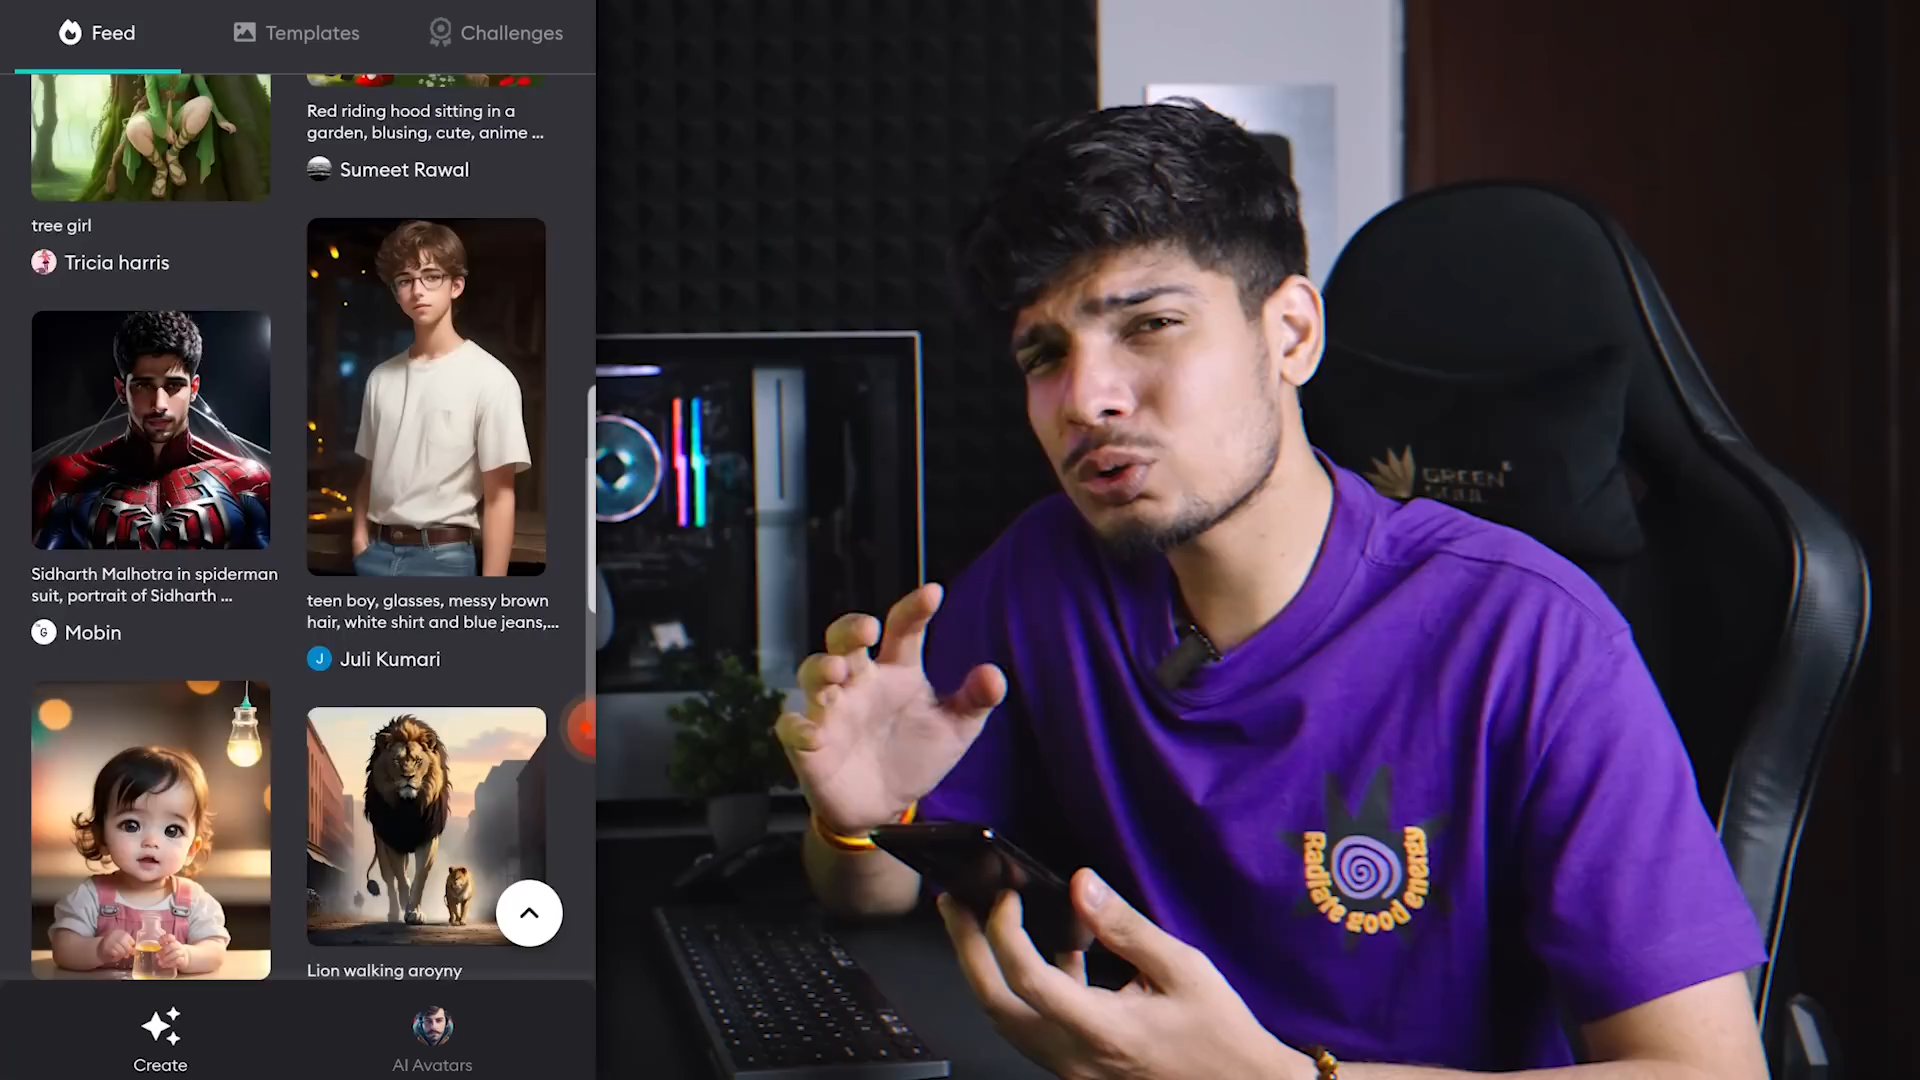 Feed
Templates
Challenges
Red riding hood sitting in a
garden, blusing, cute, anime ...
Sumeet Rawal
tree girl
Tricia harris
Sidharth Malhotra in spiderman
suit, portrait of Sidharth ...
Mobin
teen boy, glasses, messy brown
hair, white shirt and blue jeans,...
J
Juli Kumari
Lion walking aroyny
Create
AI Avatars
GREEN
SOUL
Radiate good energy